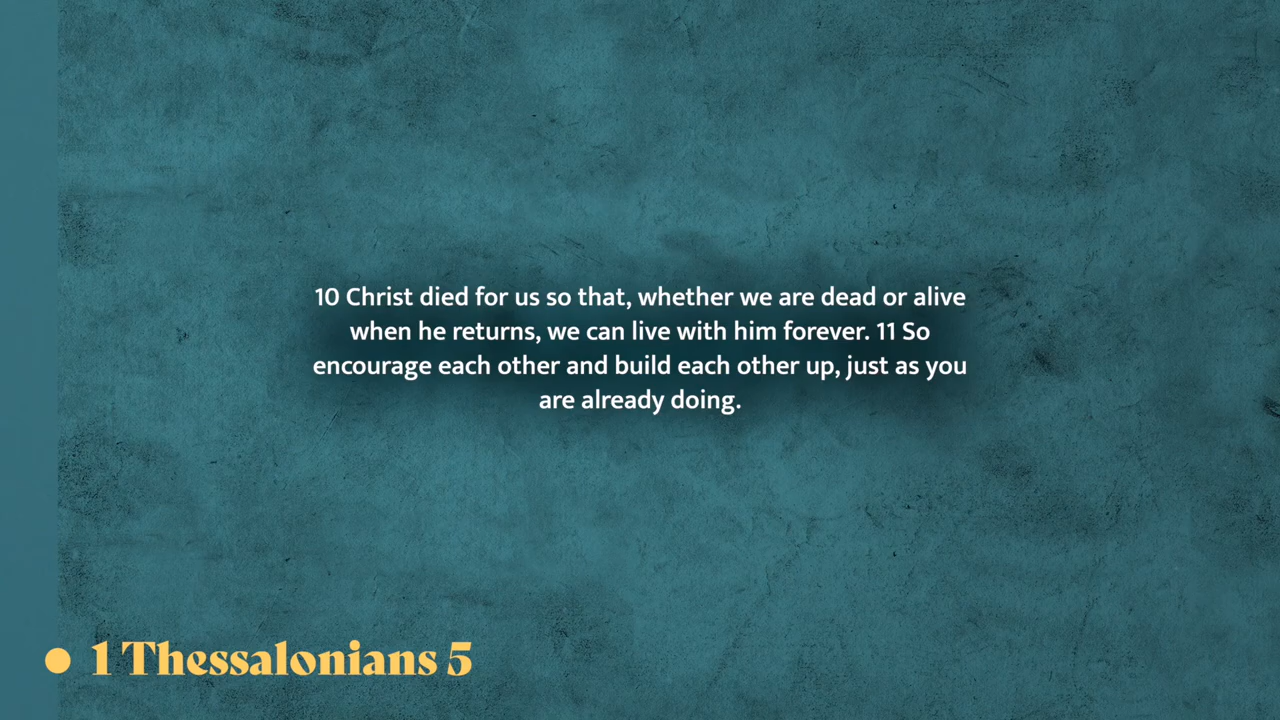 10 Christ died for us so that, whether we are dead or alive
when he returns, we can live with him forever. 11 So
encourage each other and build each other up, just as you
are already doing.
1 Thessalonians 5